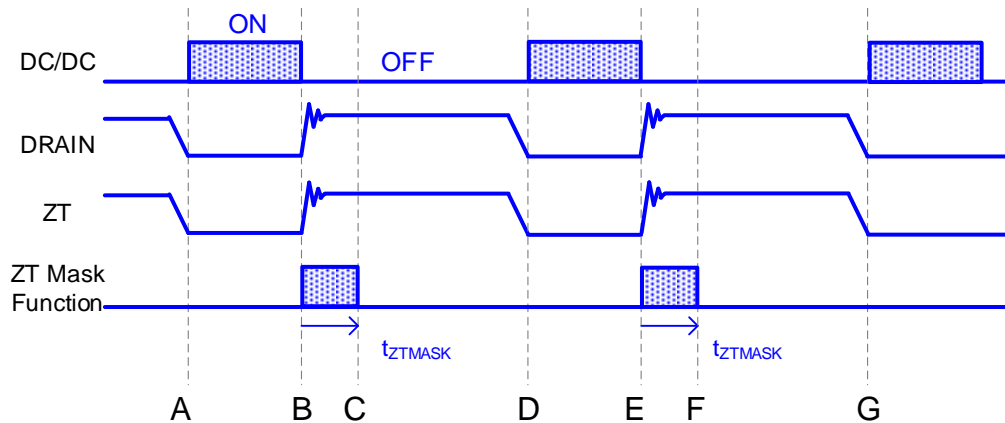 ON
DC/DC
OFF
DRAIN
ZT
ZT Mask
Function
tZTMASK
tZTMASK
A
B
C
D
E
F
G